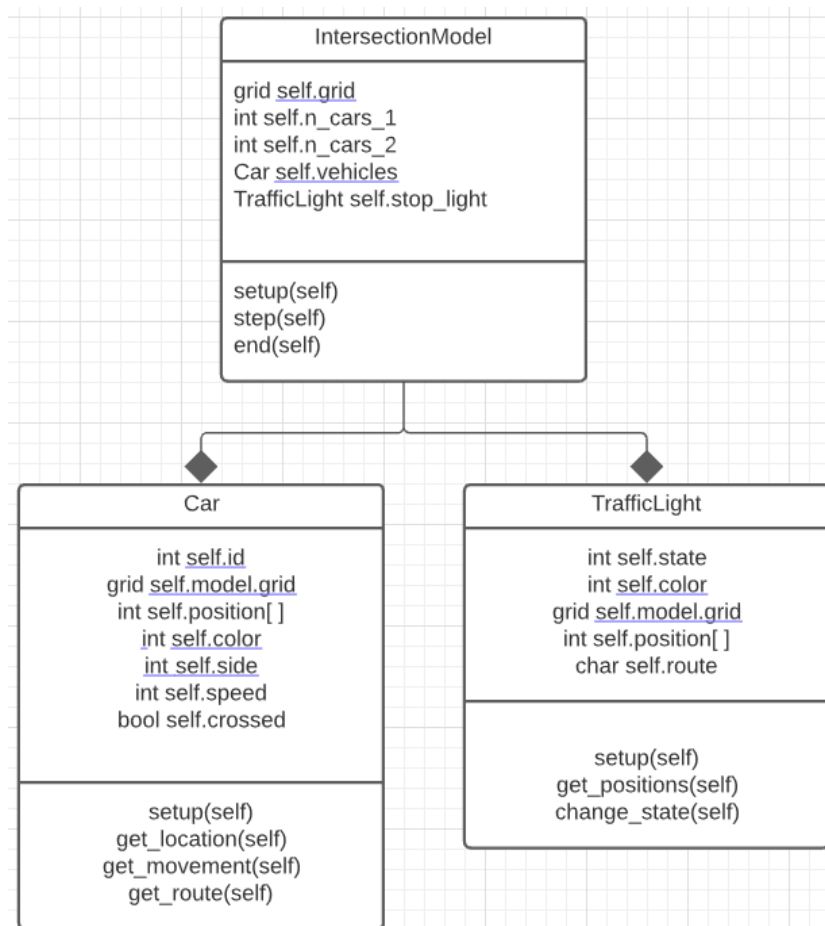 IntersectionModel
grid self.grid
int self.n_cars_1
int self.n_cars_2
Car self.vehicles
TrafficLight self.stop_light
setup(self)
step(self)
end(self)
Car
int self.id
grid self.model.grid
int self.position[ ]
int self.color
int self.side
int self.speed
bool self.crossed
setup(self)
get_location(self)
get_movement(self)
get_route(self)
TrafficLight
int self.state
int self.color
grid self.model.grid
int self.position[ ]
char self.route
setup(self)
get_positions(self)
change_state(self)